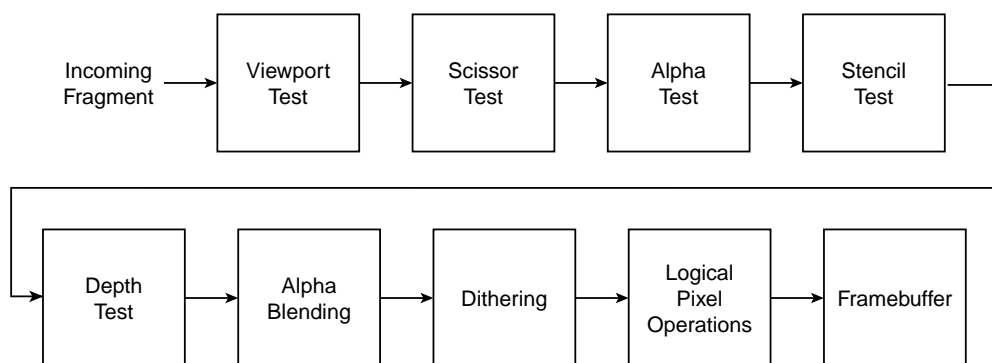 Incoming
Fragment
Viewport
Test
Scissor
Test
Alpha
Test
Stencil
Test
Depth
Test
Alpha
Blending
Dithering
Logical
Pixel
Operations
Framebuffer